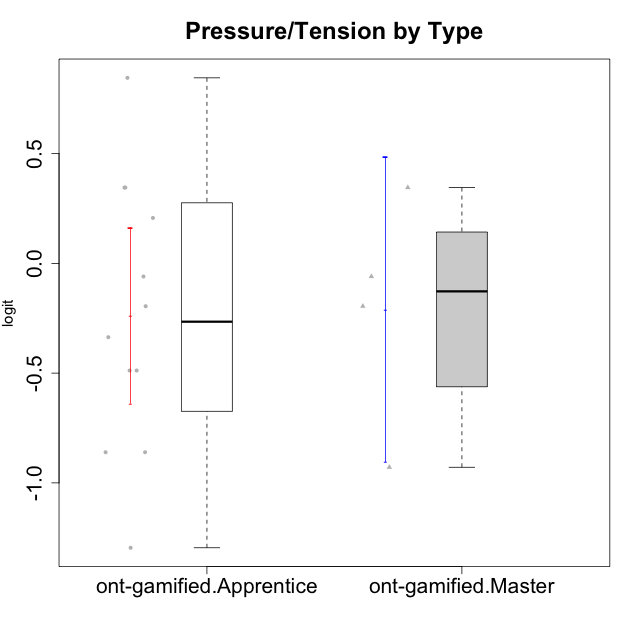 Pressure/Tension by Type
0.5
0.0
-0.5
-1.0
logit
ont-gamified.Apprentice
ont-gamified.Master